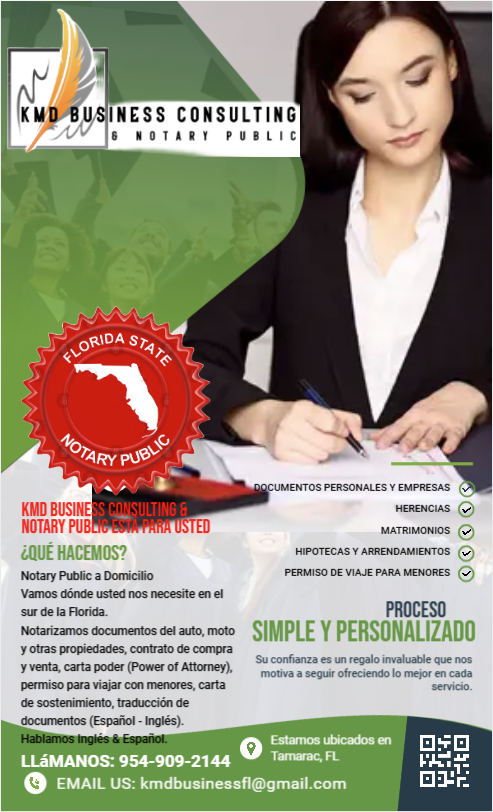 KMD BUSINESS CONSULTING
& NOTARY PUBLIC
FLORIDA STATE
NOTARY PUBLIC
DOCUMENTOS PERSONALES Y EMPRESAS
HERENCIAS
MATRIMONIOS
HIPOTECAS Y ARRENDAMIENTOS
PERMISO DE VIAJE PARA MENORES
KMD BUSINESS CONSULTING &
NOTARY PUBLIC ESTÁ PARA USTED
¿QUÉ HACEMOS?
Notary Public a Domicilio
Vamos dónde usted nos necesite en el
sur de la Florida.
Notarizamos documentos del auto, moto
y otras propiedades, contrato de compra
y venta, carta poder (Power of Attorney),
permiso para viajar con menores, carta
de sostenimiento, traducción de
documentos (Español - Inglés).
Hablamos Inglés & Español.
PROCESO
SIMPLE Y PERSONALIZADO
Su confianza es un regalo invaluable que nos
motiva a seguir ofreciendo lo mejor en cada
servicio.
LLáMANOS: 954-909-2144
EMAIL US: kmdbusinessfl@gmail.com
Estamos ubicados en
Tamarac, FL